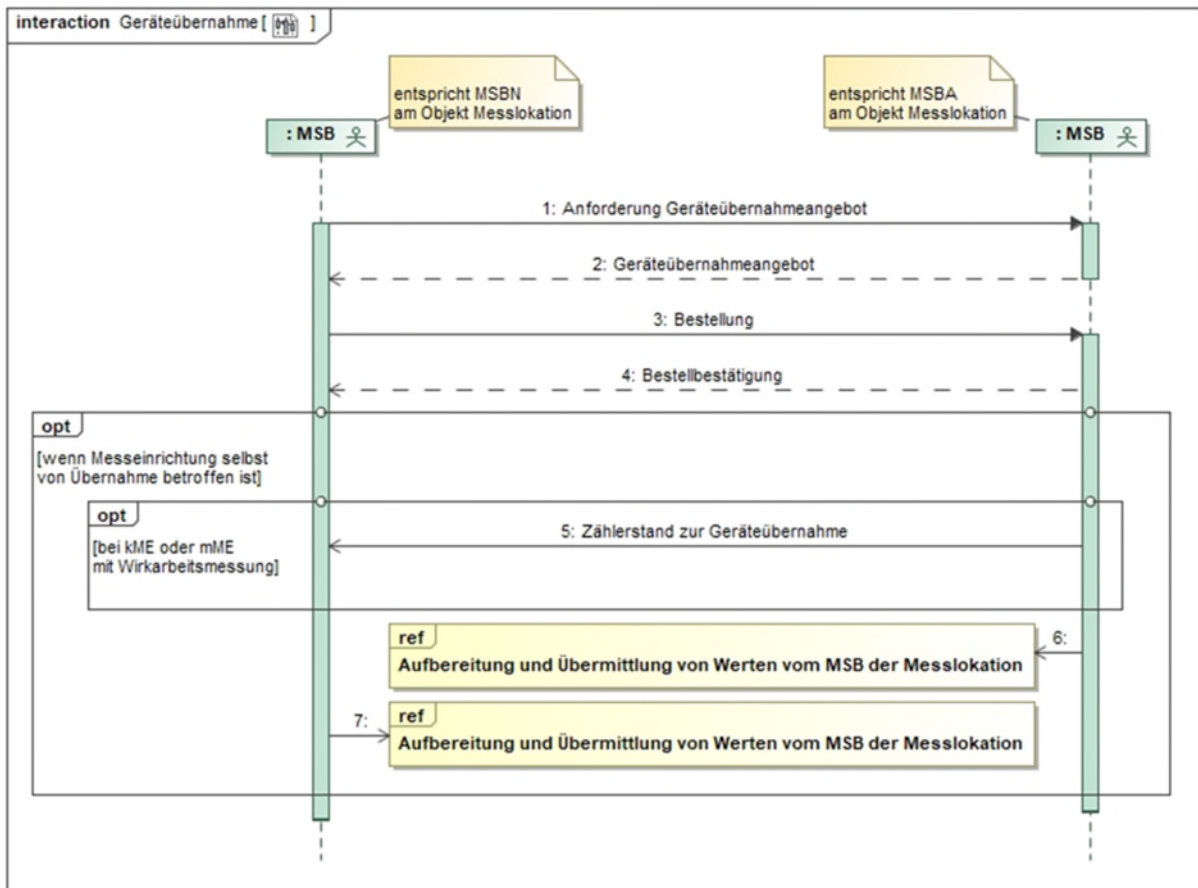 interaction Geräteübernahme [ ]
entspricht MSBN
am Objekt Messlokation
entspricht MSBA
am Objekt Messlokation
: MSB
: MSB
1: Anforderung Geräteübernahmeangebot
2: Geräteübernahmeangebot
3: Bestellung
4: Bestellbestätigung
opt
[wenn Messeinrichtung selbst
von Übernahme betroffen ist]
opt
[bei kME oder mME
mit Wirkarbeitsmessung]
5: Zählerstand zur Geräteübernahme
ref
6:
Aufbereitung und Übermittlung von Werten vom MSB der Messlokation
7:
ref
Aufbereitung und Übermittlung von Werten vom MSB der Messlokation